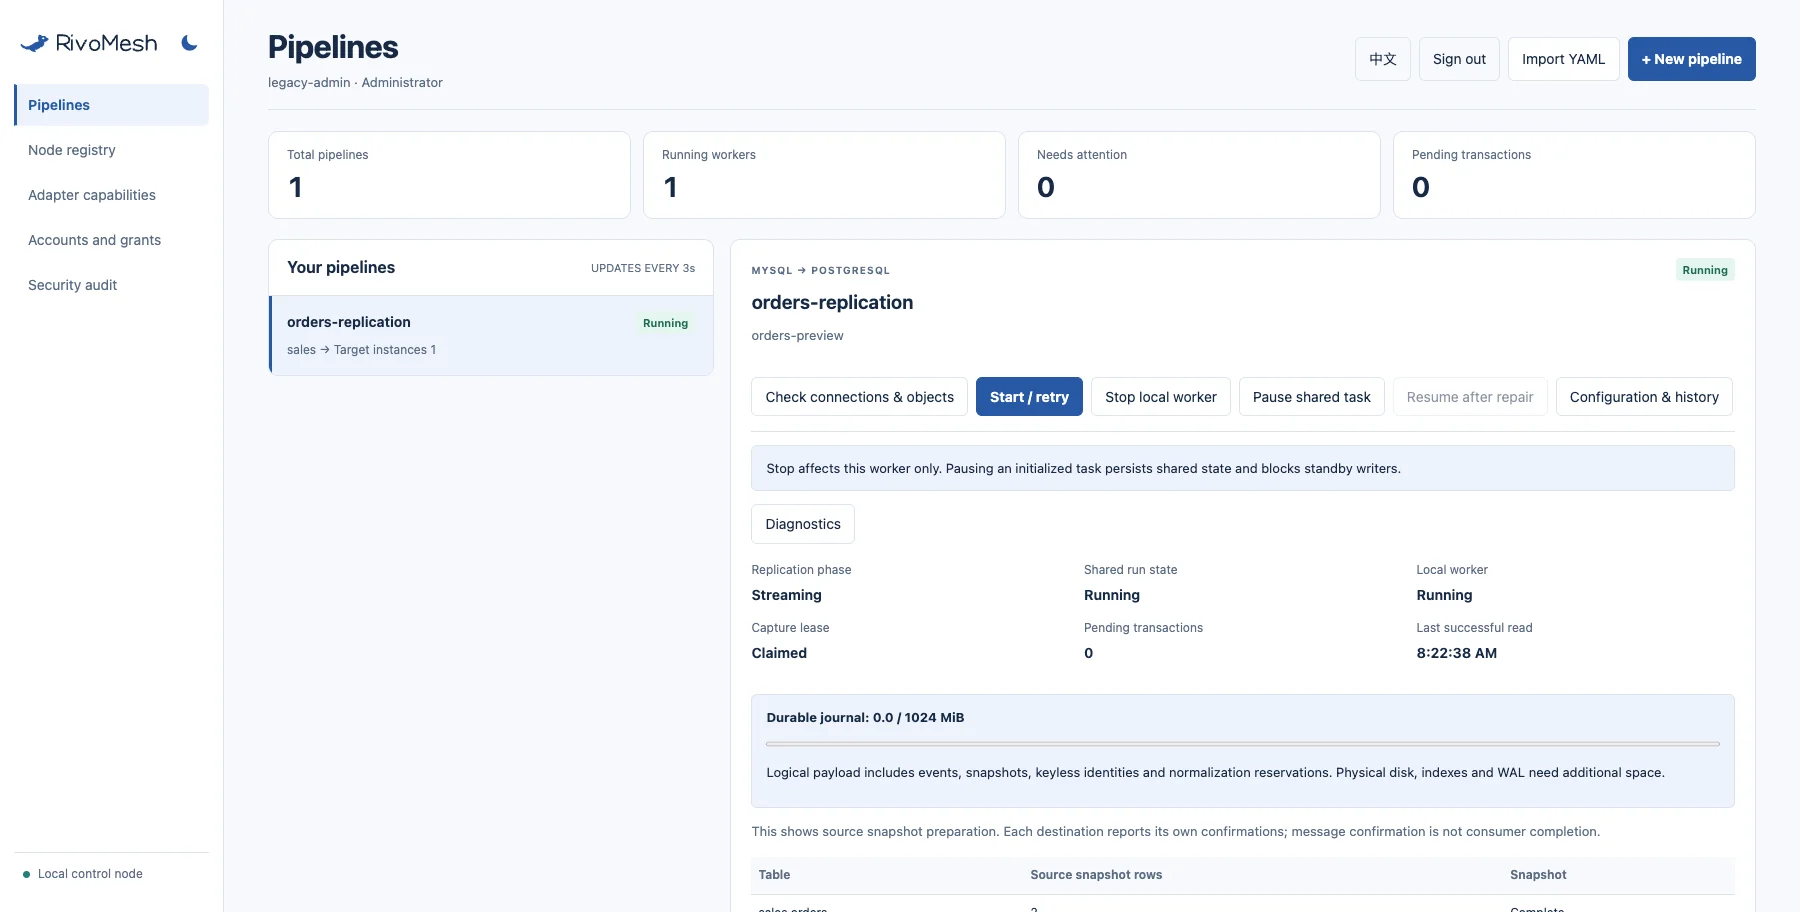 RivoMesh
Pipelines
Node registry
Adapter capabilities
Accounts and grants
Security audit
Local control node
Pipelines
legacy-admin · Administrator
中文
Sign out
Import YAML
+ New pipeline
Total pipelines
1
Running workers
1
Needs attention
0
Pending transactions
0
Your pipelines
UPDATES EVERY 3s
orders-replication
Running
sales → Target instances 1
MYSQL → POSTGRESQL
Running
orders-replication
orders-preview
Check connections & objects
Start / retry
Stop local worker
Pause shared task
Resume after repair
Configuration & history
Stop affects this worker only. Pausing an initialized task persists shared state and blocks standby writers.
Diagnostics
Replication phase
Streaming
Shared run state
Running
Local worker
Running
Capture lease
Claimed
Pending transactions
0
Last successful read
8:22:38 AM
Durable journal: 0.0 / 1024 MiB
Logical payload includes events, snapshots, keyless identities and normalization reservations. Physical disk, indexes and WAL need additional space.
This shows source snapshot preparation. Each destination reports its own confirmations; message confirmation is not consumer completion.
Table
Source snapshot rows
Snapshot